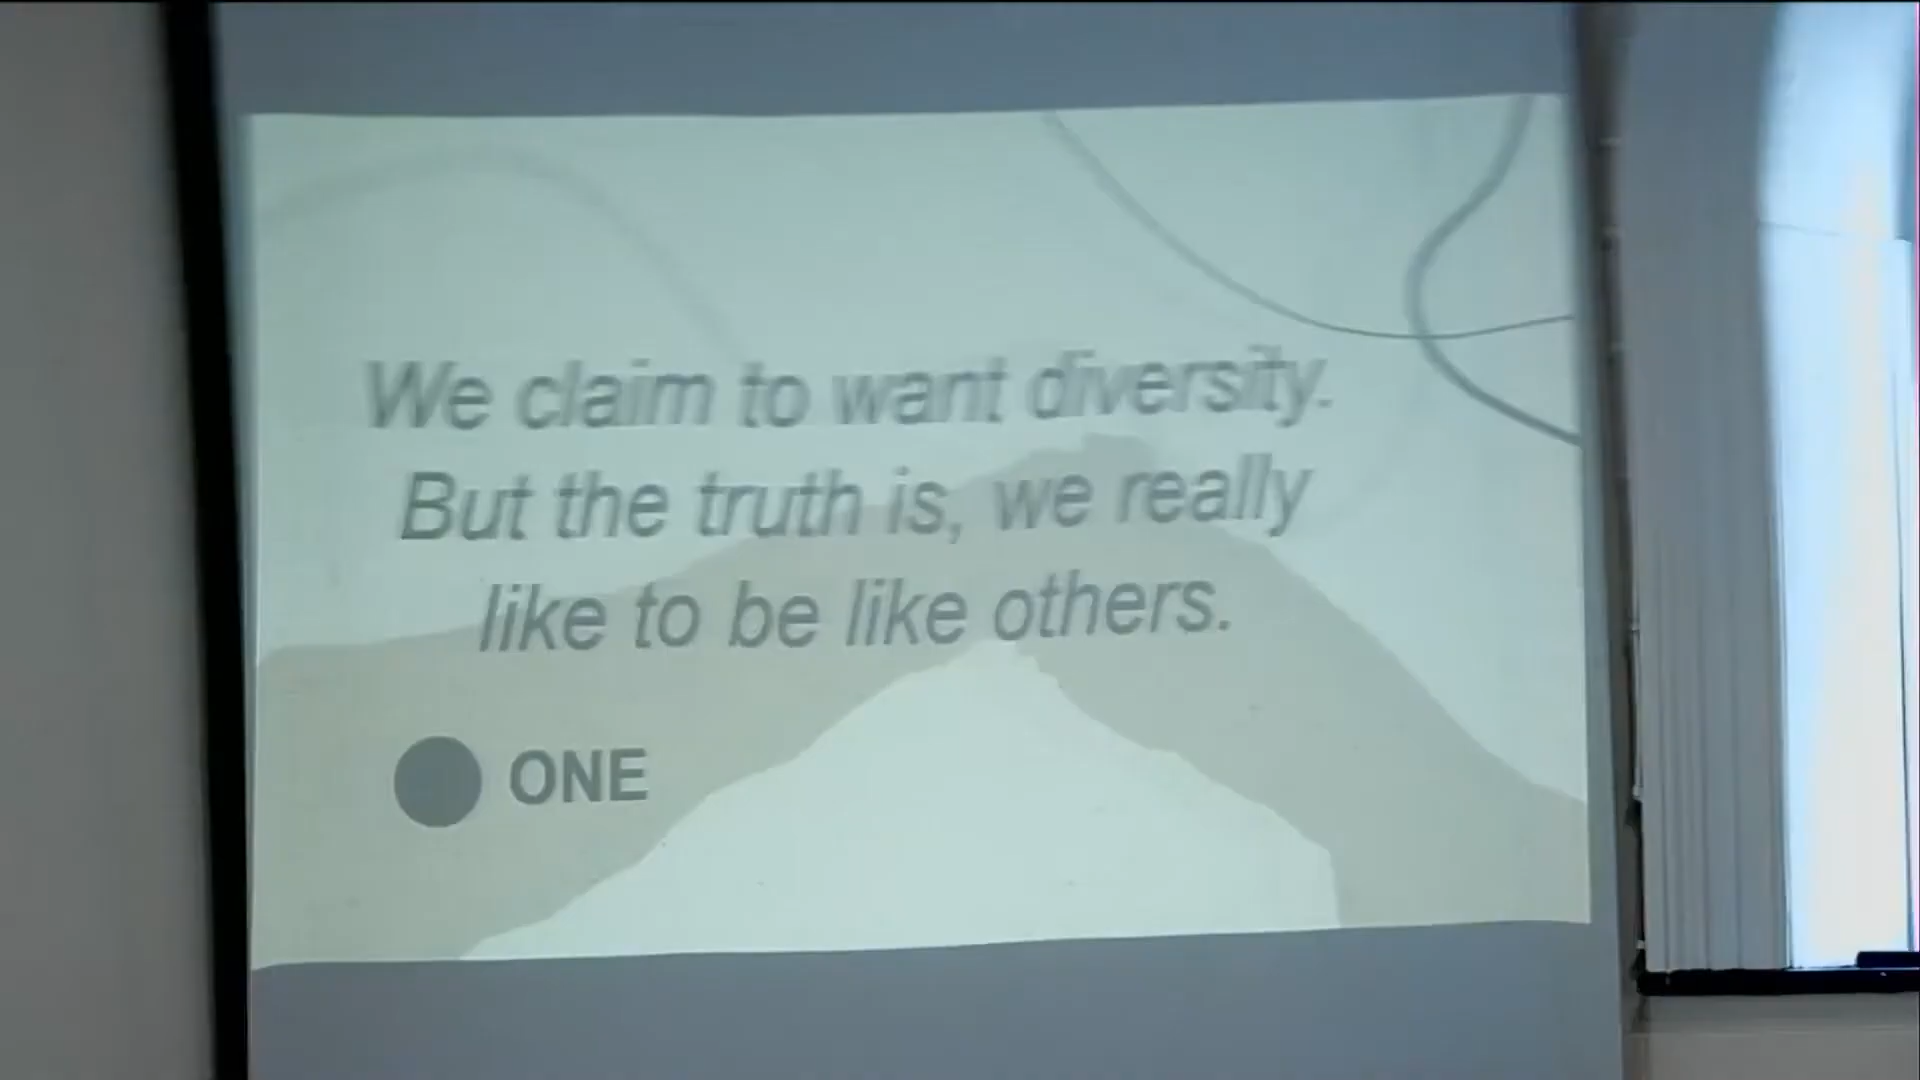 We claim to want diversity.
But the truth is, we really
like to be like others.
ONE